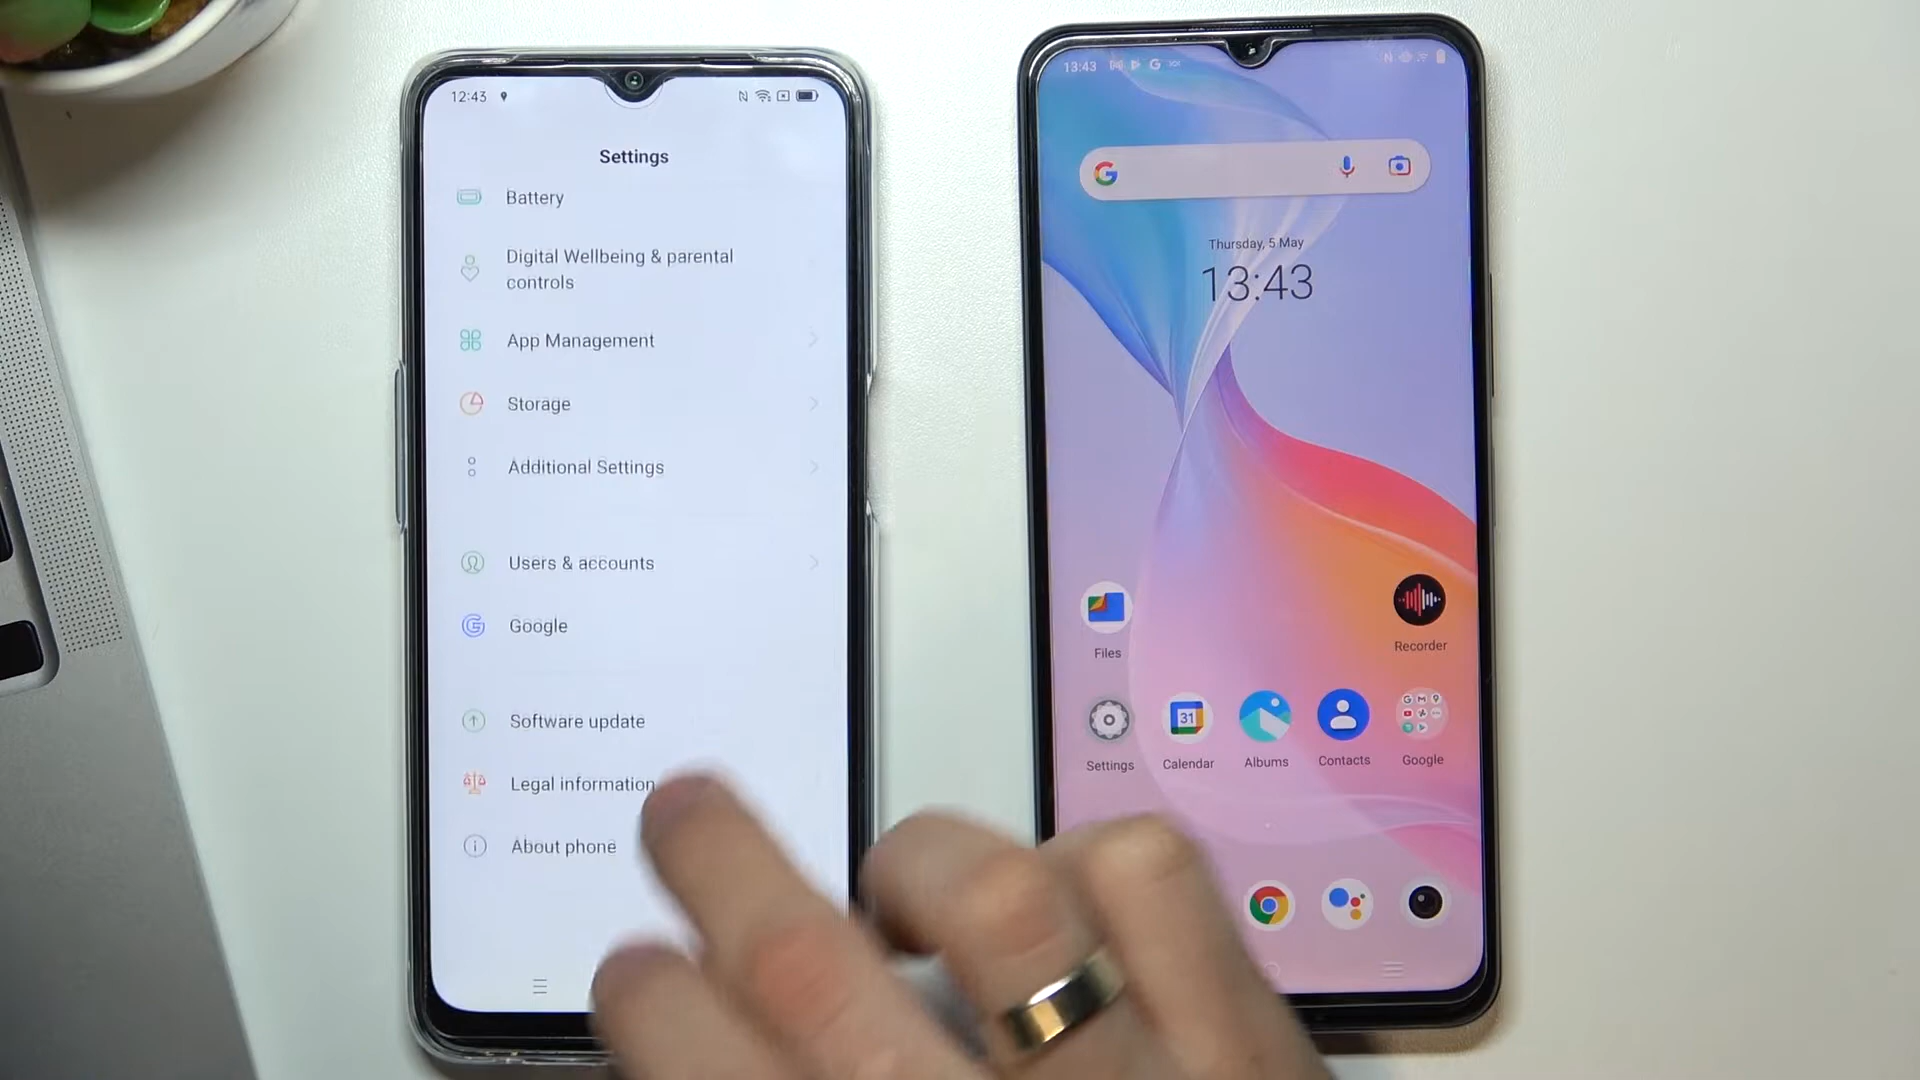 12:43
Settings
Battery
Digital Wellbeing & parental
controls
App Management
Storage
Additional Settings
Users & accounts
Google
Software update
Legal information
About phone
13:43
Thursday, 5 May
13:43
Files
Recorder
31
Settings
Calendar
Albums
Contacts
Google